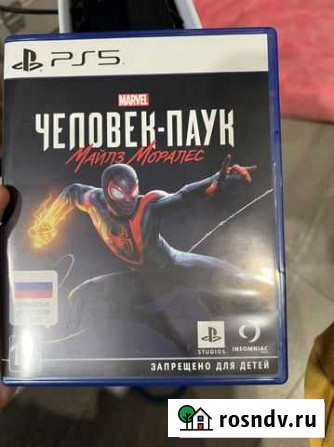 PS5
MARVEL
ЧЕЛОВЕК-ПАУК
МАЙЛЗ МОРАЛЕС
STUDIOS
INSOMNIAC
ЗАПРЕЩЕНО ДЛЯ ДЕТЕЙ
rosndv.ru